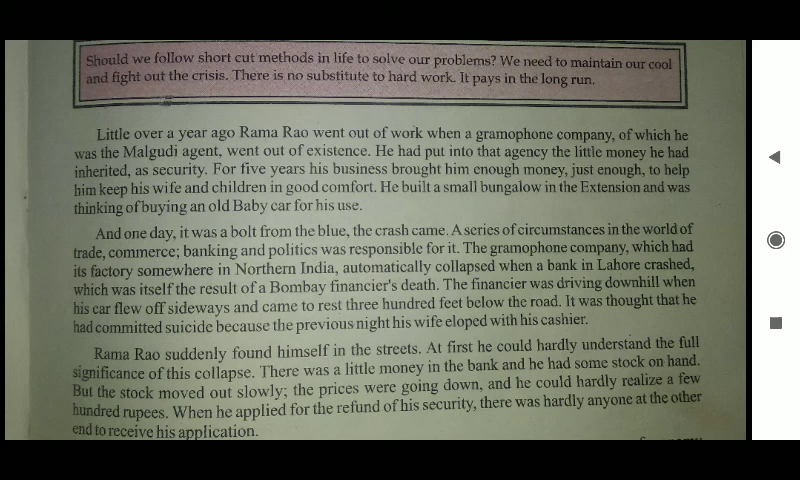 Should we follow short cut methods in life to solve our problems? We need to maintain our cool
and fight out the crisis. There is no substitute to hard work. It pays in the long run.
Little over a year ago Rama Rao went out of work when a gramophone company, of which he
was the Malgudi agent, went out of existence. He had put into that agency the little money he had
inherited, as security. For five years his business brought him enough money, just enough, to help
him keep his wife and children in good comfort. He built a small bungalow in the Extension and was
thinking of buying an old Baby car for his use.
And one day, it was a bolt from the blue, the crash came. A series of circumstances in the world of
trade, commerce; banking and politics was responsible for it. The gramophone company, which had
its factory somewhere in Northern India, automatically collapsed when a bank in Lahore crashed,
which was itself the result of a Bombay financier's death. The financier was driving downhill when
his car flew off sideways and came to rest three hundred feet below the road. It was thought that he
had committed suicide because the previous night his wife eloped with his cashier.
Rama Rao suddenly found himself in the streets. At first he could hardly understand the full
significance of this collapse. There was a little money in the bank and he had some stock on hand.
But the stock moved out slowly; the prices were going down, and he could hardly realize a few
hundred rupees. When he applied for the refund of his security, there was hardly anyone at the other
end to receive his application.